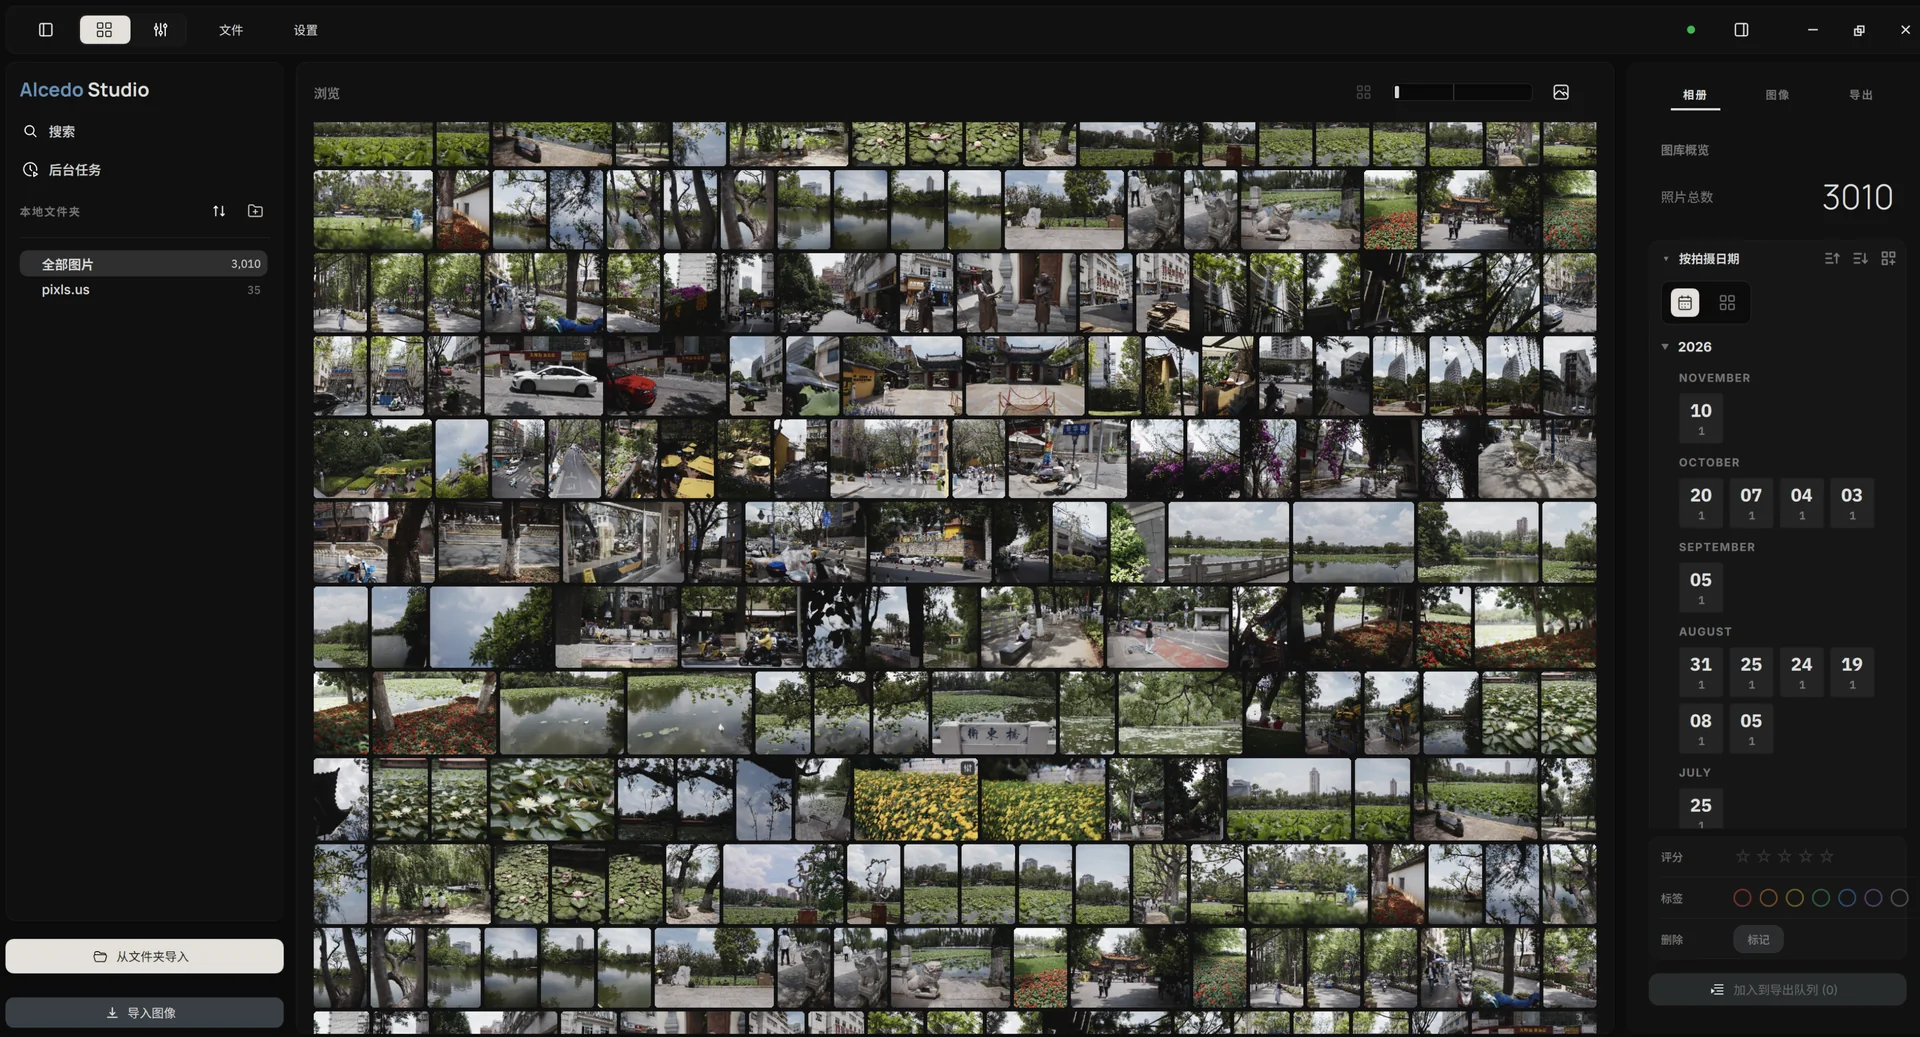 文件
设置
Alcedo Studio
搜索
后台任务
本地文件夹
全部图片 3,010
pixls.us 35
从文件夹导入
导入图像
浏览
衛東橋
相册 图像 导出
图库概览
照片总数 3010
按拍摄日期
2026
NOVEMBER
10
1
OCTOBER
20 07 04 03
1 1 1 1
SEPTEMBER
05
1
AUGUST
31 25 24 19
1 1 1 1
08 05
1 1
JULY
25
1
评分
标签
删除 标记
加入到导出队列 (0)